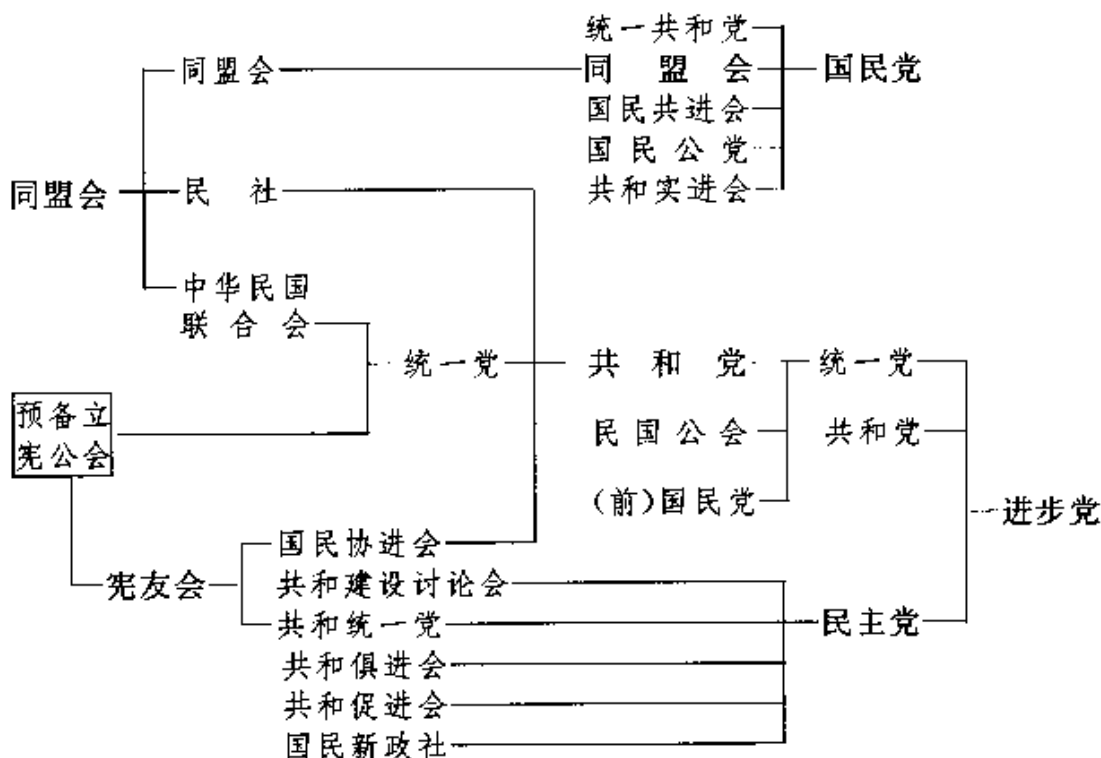 统一共和党
同盟会
同盟会
国民党
国民共进会
国民公党
共和实进会
同盟会
民社
中华民国
联合会
统一党
共和党
统一党
预备立
宪公会
民国公会
共和党
(前)国民党
进步党
国民协进会
宪友会
共和建设讨论会
共和统一党
民主党
共和俱进会
共和促进会
国民新政社